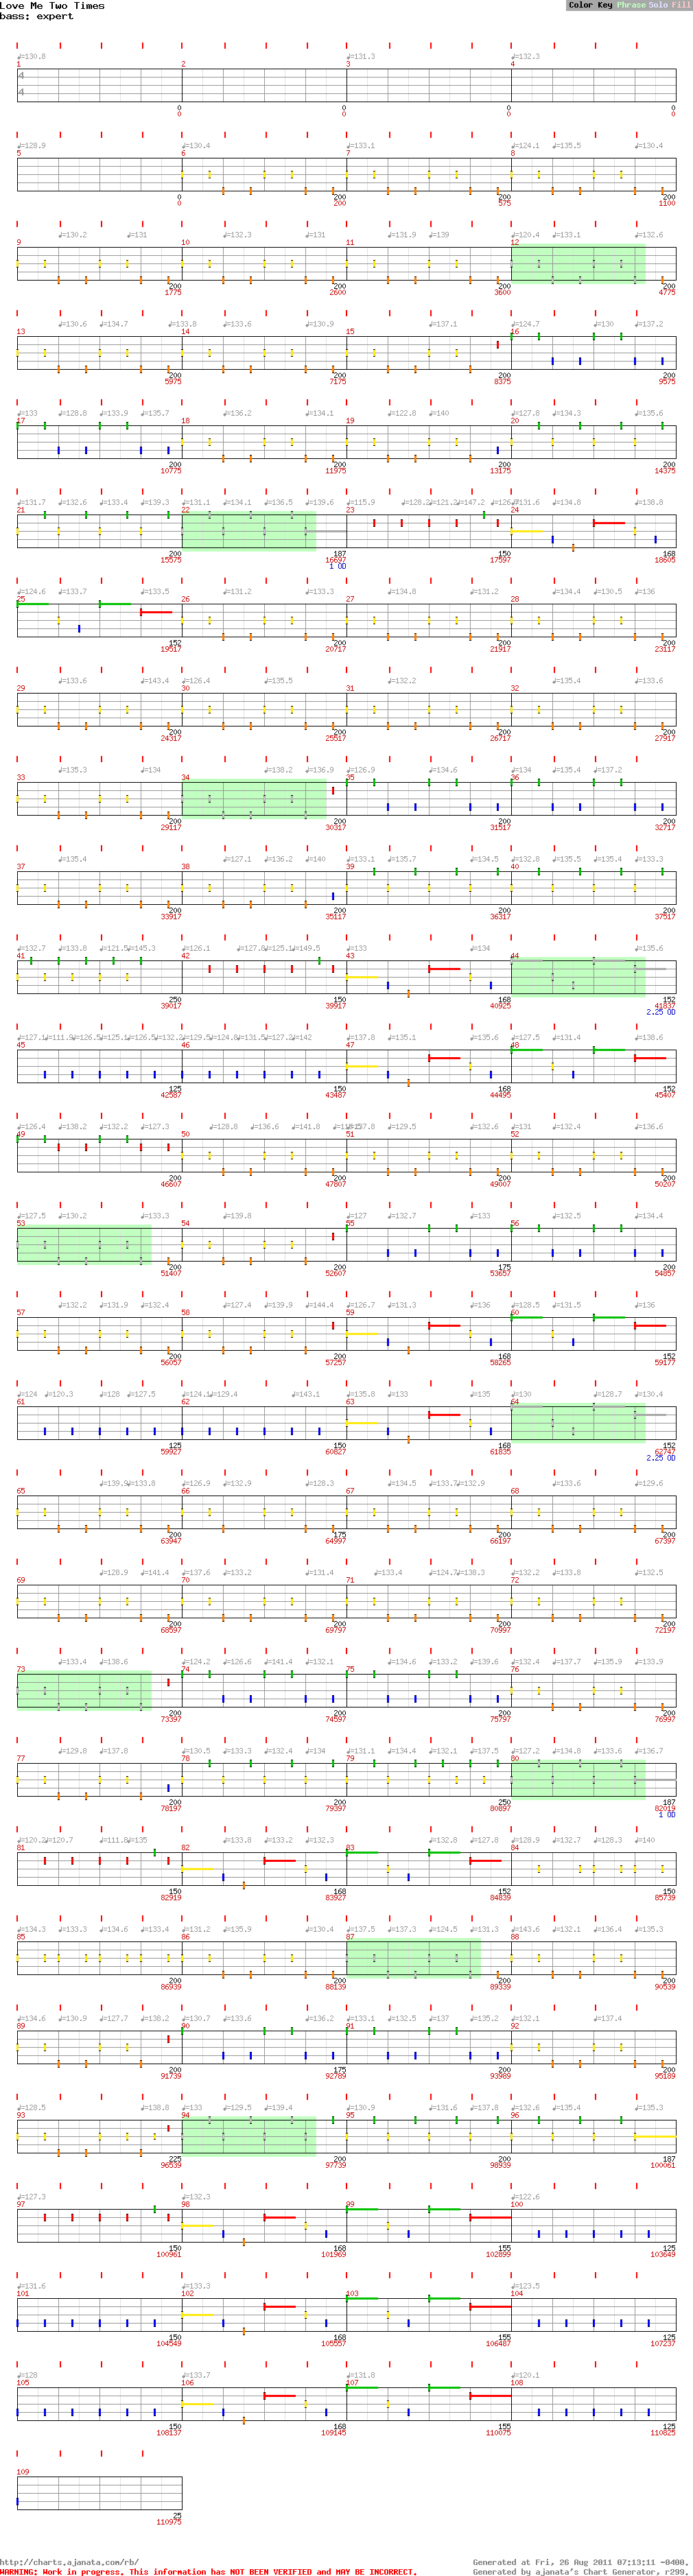 Love Me Two Times
Color Key Phrase Solo Fill
bass: expert
♩=130.8 ♩=131.3 ♩=132.3
1 2 3 4
4
4
0 0 0 0
0 0 0 0
♩=128.9 ♩=130.4 ♩=133.1 ♩=124.1 ♩=135.5 ♩=130.4
5 6 7 8
0 200 200 200
0 200 575 1100
♩=130.2 ♩=131 ♩=132.3 ♩=131 ♩=131.9 ♩=139 ♩=120.4 ♩=133.1 ♩=132.6
9 10 11 12
200 200 200 200
1775 2600 3600 4775
♩=130.6 ♩=134.7 ♩=133.8 ♩=133.6 ♩=130.9 ♩=137.1 ♩=124.7 ♩=130 ♩=137.2
13 14 15 16
200 200 200 200
5975 7175 8375 9575
♩=133 ♩=128.8 ♩=133.9 ♩=135.7 ♩=136.2 ♩=134.1 ♩=122.8 ♩=140 ♩=127.8 ♩=134.3 ♩=135.6
17 18 19 20
200 200 200 200
10775 11975 13175 14375
♩=131.7 ♩=132.6 ♩=133.4 ♩=139.3 ♩=131.1 ♩=134.1 ♩=136.5 ♩=139.6 ♩=115.9 ♩=128.2 ♩=121.2 ♩=147.2 ♩=126.7 ♩=131.6 ♩=134.8 ♩=138.8
21 22 23 24
200 187 150 168
15575 16697 17597 18605
1 OD
♩=124.6 ♩=133.7 ♩=133.5 ♩=131.2 ♩=133.3 ♩=134.8 ♩=131.2 ♩=134.4 ♩=130.5 ♩=136
25 26 27 28
152 200 200 200
19517 20717 21917 23117
♩=133.6 ♩=143.4 ♩=126.4 ♩=135.5 ♩=132.2 ♩=135.4 ♩=133.6
29 30 31 32
200 200 200 200
24317 25517 26717 27917
♩=135.3 ♩=134 ♩=138.2 ♩=136.9 ♩=126.9 ♩=134.6 ♩=134 ♩=135.4 ♩=137.2
33 34 35 36
200 200 200 200
29117 30317 31517 32717
♩=135.4 ♩=127.1 ♩=136.2 ♩=140 ♩=133.1 ♩=135.7 ♩=134.5 ♩=132.8 ♩=135.5 ♩=135.4 ♩=133.3
37 38 39 40
200 200 200 200
33917 35117 36317 37517
♩=132.7 ♩=133.8 ♩=121.5 ♩=145.3 ♩=126.1 ♩=127.8 ♩=125.1 ♩=149.5 ♩=133 ♩=134 ♩=135.6
41 42 43 44
250 150 168 152
39017 39917 40925 41837
2.25 OD
♩=127.1 ♩=111.9 ♩=126.5 ♩=125.1 ♩=126.5 ♩=132.2 ♩=129.5 ♩=124.8 ♩=131.5 ♩=127.2 ♩=142 ♩=137.8 ♩=135.1 ♩=135.6 ♩=127.5 ♩=131.4 ♩=138.6
45 46 47 48
125 150 168 152
42587 43487 44495 45407
♩=126.4 ♩=138.2 ♩=132.2 ♩=127.3 ♩=128.8 ♩=136.6 ♩=141.8 ♩=129.5 ♩=132.6 ♩=131 ♩=132.4 ♩=136.6
49 50 51 52
200 200 200 200
46607 47807 49007 50207
♩=127.5 ♩=130.2 ♩=133.3 ♩=139.8 ♩=127 ♩=132.7 ♩=133 ♩=132.5 ♩=134.4
53 54 55 56
200 200 175 200
51407 52607 53657 54857
♩=132.2 ♩=131.9 ♩=132.4 ♩=127.4 ♩=139.9 ♩=144.4 ♩=126.7 ♩=131.3 ♩=136 ♩=128.5 ♩=131.5 ♩=136
57 58 59 60
200 200 168 152
56057 57257 58265 59177
♩=124 ♩=120.3 ♩=128 ♩=127.5 ♩=124.1 ♩=129.4 ♩=143.1 ♩=135.8 ♩=133 ♩=135 ♩=130 ♩=128.7 ♩=130.4
61 62 63 64
125 150 168 152
59927 60827 61835 62747
2.25 OD
♩=139.9 ♩=133.8 ♩=126.9 ♩=132.9 ♩=128.3 ♩=134.5 ♩=133.7 ♩=132.9 ♩=133.6 ♩=129.6
65 66 67 68
200 175 200 200
63947 64997 66197 67397
♩=128.9 ♩=141.4 ♩=137.6 ♩=133.2 ♩=131.4 ♩=133.4 ♩=124.7 ♩=138.3 ♩=132.2 ♩=133.8 ♩=132.5
69 70 71 72
200 200 200 200
68597 69797 70997 72197
♩=133.4 ♩=138.6 ♩=124.2 ♩=126.6 ♩=141.4 ♩=132.1 ♩=134.6 ♩=133.2 ♩=139.6 ♩=132.4 ♩=137.7 ♩=135.9 ♩=133.9
73 74 75 76
200 200 200 200
73397 74597 75797 76997
♩=129.8 ♩=137.8 ♩=130.5 ♩=133.3 ♩=132.4 ♩=134 ♩=131.1 ♩=134.4 ♩=132.1 ♩=137.5 ♩=127.2 ♩=134.8 ♩=133.6 ♩=136.7
77 78 79 80
200 200 250 187
78197 79397 80897 82019
1 OD
♩=120.2 ♩=120.7 ♩=111.8 ♩=135 ♩=133.8 ♩=133.2 ♩=132.3 ♩=132.8 ♩=127.8 ♩=128.9 ♩=132.7 ♩=128.3 ♩=140
81 82 83 84
150 168 152 150
82919 83927 84839 85739
♩=134.3 ♩=133.3 ♩=134.6 ♩=133.4 ♩=131.2 ♩=135.9 ♩=130.4 ♩=137.5 ♩=137.3 ♩=124.5 ♩=131.3 ♩=143.6 ♩=132.1 ♩=136.4 ♩=135.3
85 86 87 88
200 200 200 200
86939 88139 89339 90539
♩=134.6 ♩=130.9 ♩=127.7 ♩=138.2 ♩=130.7 ♩=133.6 ♩=136.2 ♩=133.1 ♩=132.5 ♩=137 ♩=135.2 ♩=132.1 ♩=137.4
89 90 91 92
200 175 200 200
91739 92789 93989 95189
♩=128.5 ♩=138.8 ♩=133 ♩=129.5 ♩=139.4 ♩=130.9 ♩=131.6 ♩=137.8 ♩=132.6 ♩=135.4 ♩=135.3
93 94 95 96
225 200 200 187
96539 97739 98939 100061
♩=127.3 ♩=132.3 ♩=122.6
97 98 99 100
150 168 155 125
100961 101969 102899 103649
♩=131.6 ♩=133.3 ♩=123.5
101 102 103 104
150 168 155 125
104549 105557 106487 107237
♩=128 ♩=133.7 ♩=131.8 ♩=120.1
105 106 107 108
150 168 155 125
108137 109145 110075 110825
109
25
110975
http://charts.ajanata.com/rb/
Generated at Fri, 26 Aug 2011 07:13:11 -0400.
WARNING: Work in progress. This information has NOT BEEN VERIFIED and MAY BE INCORRECT.
Generated by ajanata's Chart Generator, r299.